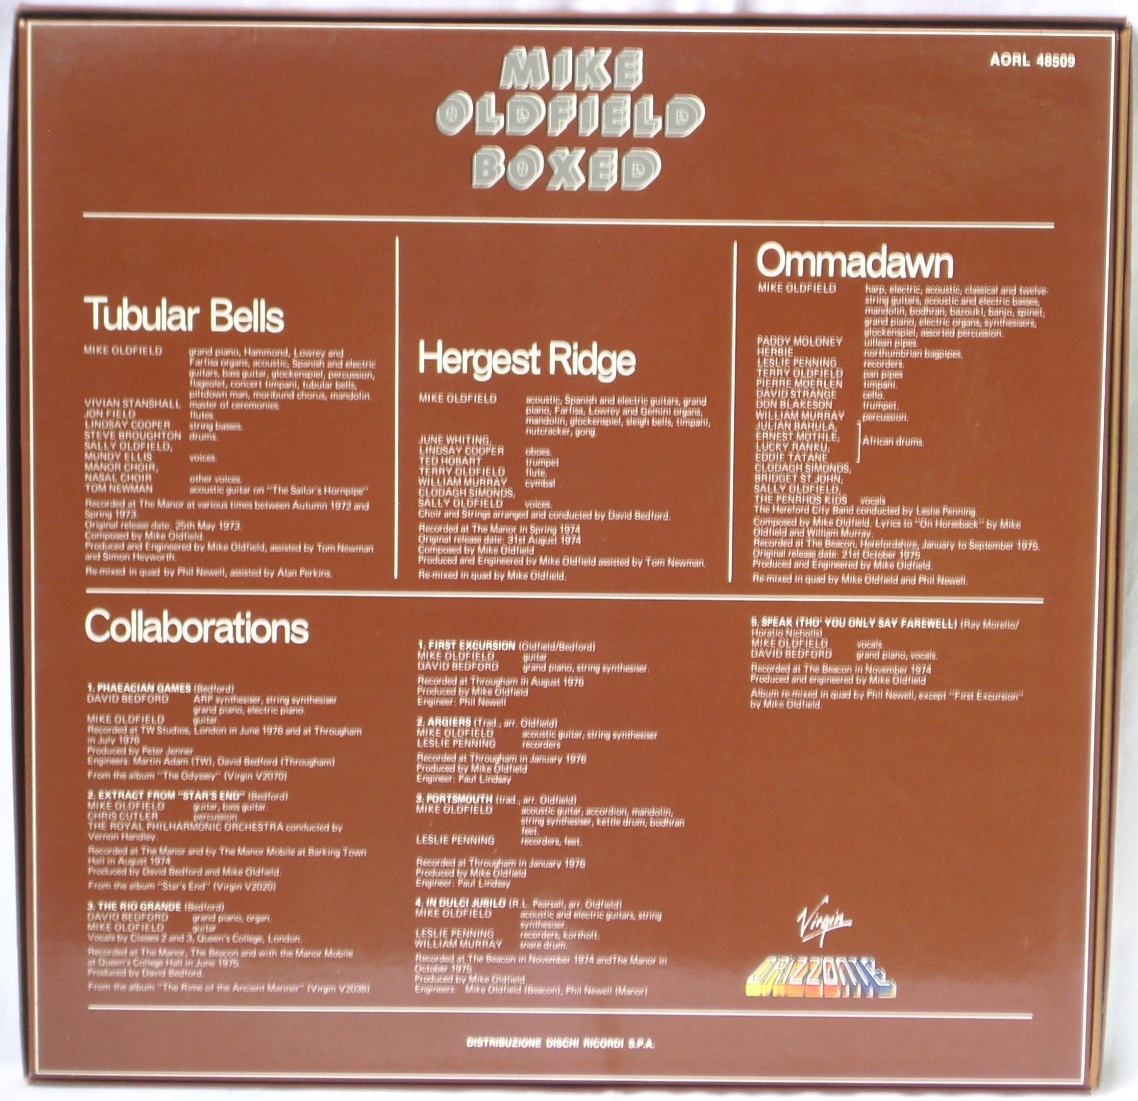 MIKE
OLDFIELD
BOXED
AORL 48509
Tubular Bells
MIKE OLDFIELD grand piano, Hammond, Lowrey and
Farfisa organs, acoustic, Spanish and electric
guitars, bass guitar, glockenspiel, percussion,
flageolet, concert timpani, tubular bells,
piltdown man, moribund chorus, mandolin.
VIVIAN STANSHALL master of ceremonies.
JON FIELD flutes.
LINDSAY COOPER string basses.
STEVE BROUGHTON drums.
SALLY OLDFIELD,
MUNDY ELLIS voices.
MANOR CHOIR,
NASAL CHOIR other voices.
TOM NEWMAN acoustic guitar on "The Sailor's Hornpipe"
Recorded at The Manor at various times between Autumn 1972 and
Spring 1973.
Original release date: 25th May 1973.
Composed by Mike Oldfield
Produced and Engineered by Mike Oldfield, assisted by Tom Newman
and Simon Heyworth.
Re-mixed in quad by Phil Newell, assisted by Alan Perkins.
Hergest Ridge
MIKE OLDFIELD acoustic, Spanish and electric guitars, grand
piano, Farfisa, Lowrey and Gemini organs,
mandolin, glockenspiel, sleigh bells, timpani,
nutcracker, gong.
JUNE WHITING,
LINDSAY COOPER oboes.
TED HOBART trumpet
TERRY OLDFIELD flute.
WILLIAM MURRAY cymbal
CLODAGH SIMONDS,
SALLY OLDFIELD voices.
Choir and Strings arranged and conducted by David Bedford.
Recorded at The Manor in Spring 1974
Original release date: 31st August 1974
Composed by Mike Oldfield
Produced and Engineered by Mike Oldfield assisted by Tom Newman.
Re-mixed in quad by Mike Oldfield.
Ommadawn
MIKE OLDFIELD harp, electric, acoustic, classical and twelve-
string guitars, acoustic and electric basses,
mandolin, bodhran, bazouki, banjo, spinet,
grand piano, electric organs, synthesisers,
glockenspiel, assorted percussion.
PADDY MOLONEY uillean pipes.
HERBIE northumbrian bagpipes.
LESLIE PENNING recorders.
TERRY OLDFIELD pan pipes
PIERRE MOERLEN timpani.
DAVID STRANGE cello.
DON BLAKESON trumpet.
WILLIAM MURRAY percussion.
JULIAN BAHULA,
ERNEST MOTHLE,
LUCKY RANKU,
EDDIE TATANE African drums.
CLODAGH SIMONDS,
BRIDGET ST JOHN,
SALLY OLDFIELD,
THE PENRHOS KIDS vocals
The Hereford City Band conducted by Leslie Penning.
Composed by Mike Oldfield, Lyrics to "On Horseback" by Mike
Oldfield and William Murray.
Recorded at The Beacon, Herefordshire, January to September 1975.
Original release date: 21st October 1975
Produced and Engineered by Mike Oldfield.
Re-mixed in quad by Mike Oldfield and Phil Newell.
Collaborations
1. PHAEACIAN GAMES (Bedford)
DAVID BEDFORD ARP synthesiser, string synthesiser
grand piano, electric piano.
MIKE OLDFIELD guitar
Recorded at TW Studios, London in June 1976 and at Througham
in July 1976
Produced by Peter Jenner
Engineers: Martin Adam (TW), David Bedford (Througham)
From the album "The Odyssey" (Virgin V2070)
2. EXTRACT FROM "STAR'S END" (Bedford)
MIKE OLDFIELD guitar, bass guitar.
CHRIS CUTLER percussion
THE ROYAL PHILHARMONIC ORCHESTRA conducted by
Vernon Handley.
Recorded at The Manor and by The Manor Mobile at Barking Town
Hall in August 1974
Produced by David Bedford and Mike Oldfield.
From the album "Star's End" (Virgin V2020)
3. THE RIO GRANDE (Bedford)
DAVID BEDFORD grand piano, organ.
MIKE OLDFIELD guitar
Vocals by Classes 2 and 3, Queen's College, London.
Recorded at The Manor, The Beacon and with the Manor Mobile
at Queen's College Hall in June 1975.
Produced by David Bedford.
From the album "The Rime of the Ancient Mariner" (Virgin V2038)
1. FIRST EXCURSION (Oldfield/Bedford)
MIKE OLDFIELD guitar
DAVID BEDFORD grand piano, string synthesiser.
Recorded at Througham in August 1976
Produced by Mike Oldfield
Engineer: Phil Newell
2. ARGIERS (Trad., arr. Oldfield)
MIKE OLDFIELD acoustic guitar, string synthesiser
LESLIE PENNING recorders
Recorded at Througham in January 1976
Produced by Mike Oldfield
Engineer: Paul Lindsay
3. PORTSMOUTH (trad., arr. Oldfield)
MIKE OLDFIELD acoustic guitar, accordion, mandolin,
string synthesiser, kettle drum, bodhran
feet.
LESLIE PENNING recorders, feet.
Recorded at Througham in January 1976
Produced by Mike Oldfield
Engineer: Paul Lindsay
4. IN DULCI JUBILO (R.L. Pearsall, arr. Oldfield)
MIKE OLDFIELD acoustic and electric guitars, string
synthesiser.
LESLIE PENNING recorders, kortholt.
WILLIAM MURRAY snare drum.
Recorded at The Beacon in November 1974 andThe Manor in
October 1975
Produced by Mike Oldfield
Engineers: Mike Oldfield (Beacon), Phil Newell (Manor)
5. SPEAK (THO' YOU ONLY SAY FAREWELL) (Ray Morello/
Horatio Nicholls)
MIKE OLDFIELD vocals
DAVID BEDFORD grand piano, vocals.
Recorded at The Beacon in November 1974
Produced and engineered by Mike Oldfield
Album re-mixed in quad by Phil Newell, except "First Excursion"
by Mike Oldfield.
Virgin
ORIZZONTE
DISTRIBUZIONE DISCHI RICORDI S.P.A.